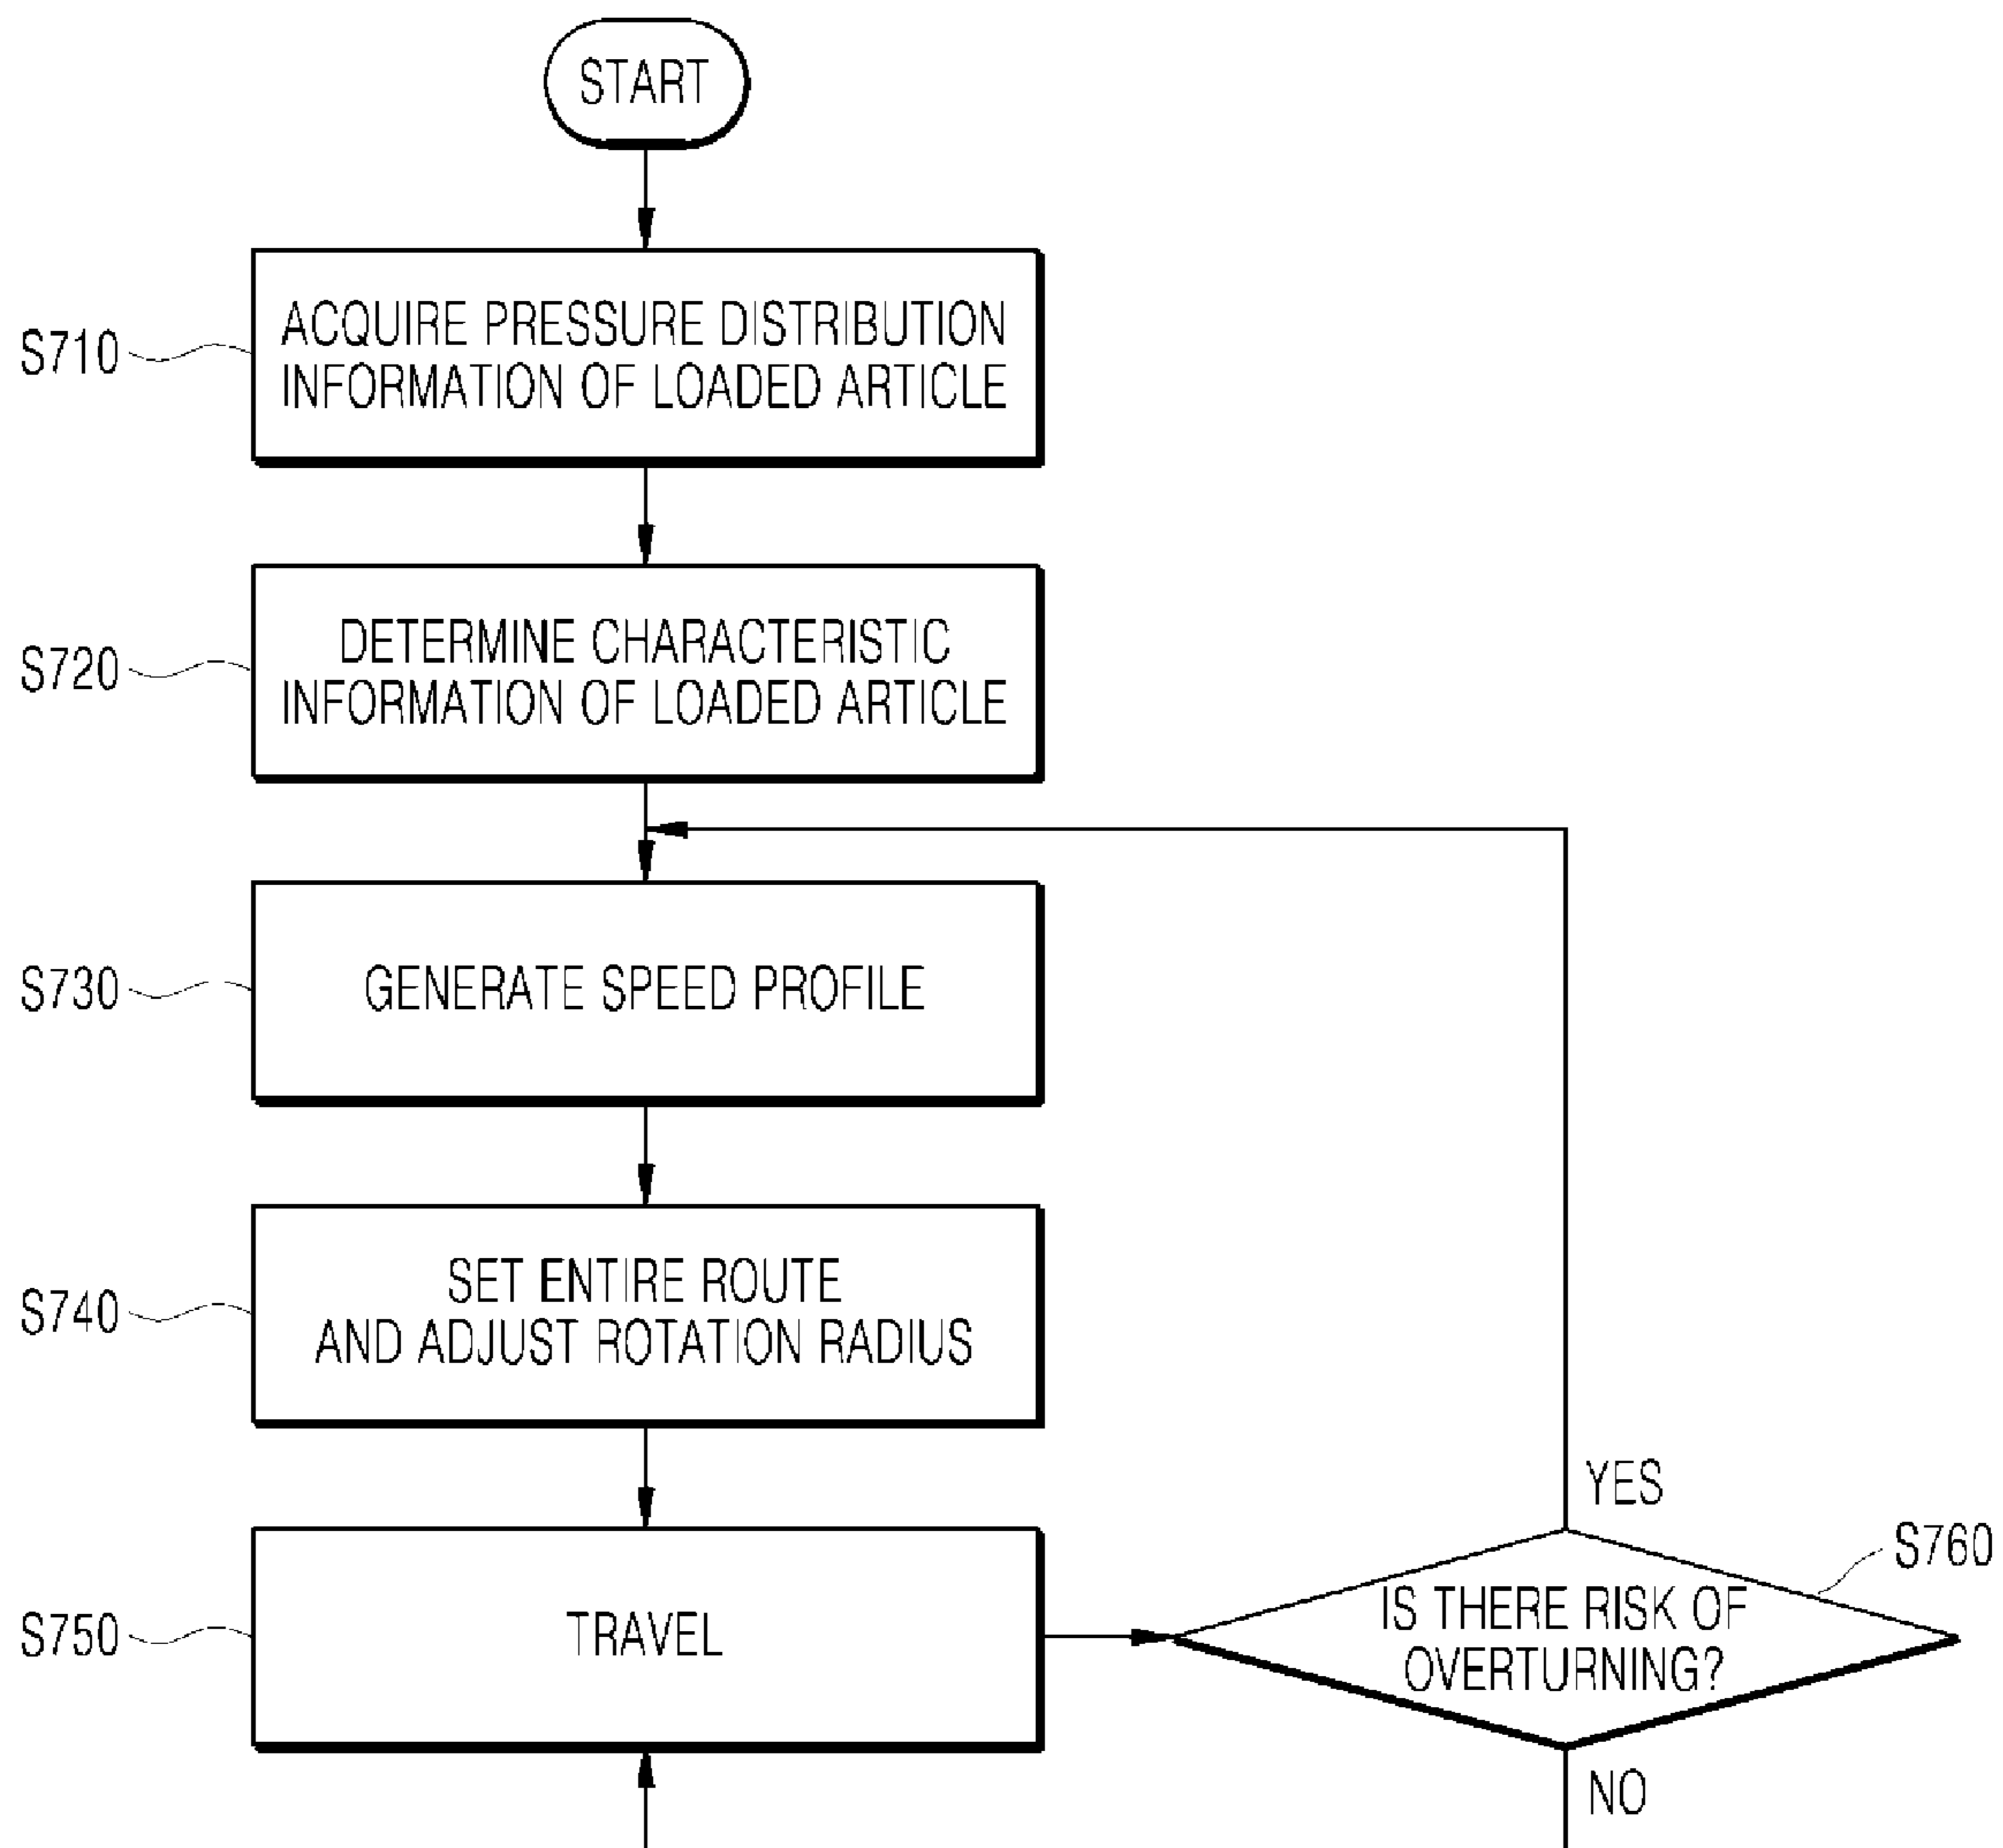 START
S710
ACQUIRE PRESSURE DISTRIBUTION
INFORMATION OF LOADED ARTICLE
S720
DETERMINE CHARACTERISTIC
INFORMATION OF LOADED ARTICLE
S730
GENERATE SPEED PROFILE
S740
SET ENTIRE ROUTE
AND ADJUST ROTATION RADIUS
YES
S750
TRAVEL
S760
IS THERE RISK OF
OVERTURNING?
NO